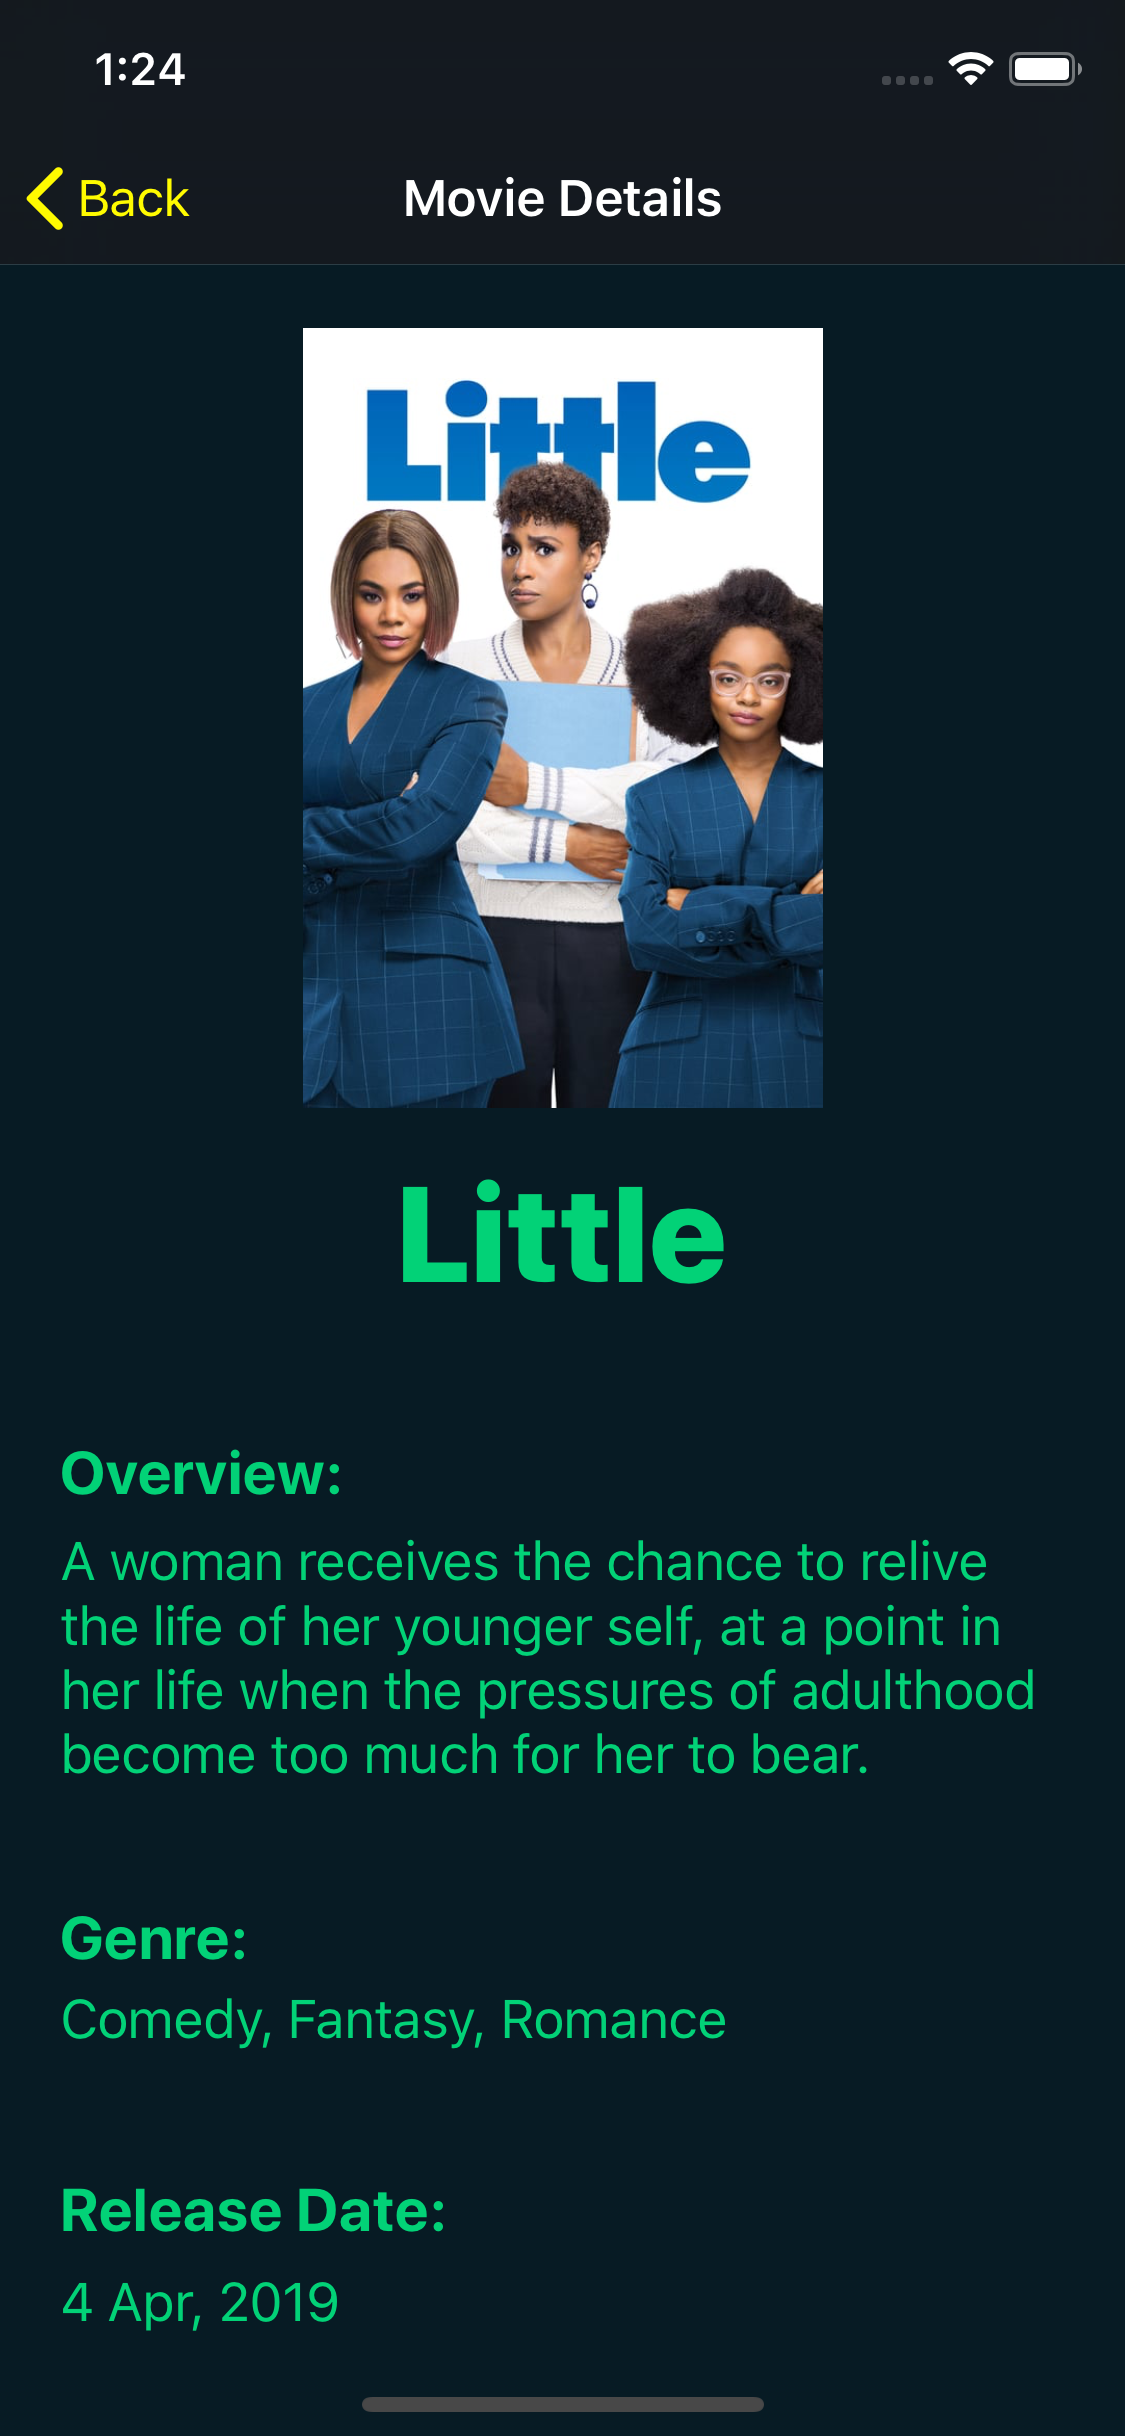 1:24
Back
Movie Details
Little
Little
Overview:
A woman receives the chance to relive
the life of her younger self, at a point in
her life when the pressures of adulthood
become too much for her to bear.
Genre:
Comedy, Fantasy, Romance
Release Date:
4 Apr, 2019